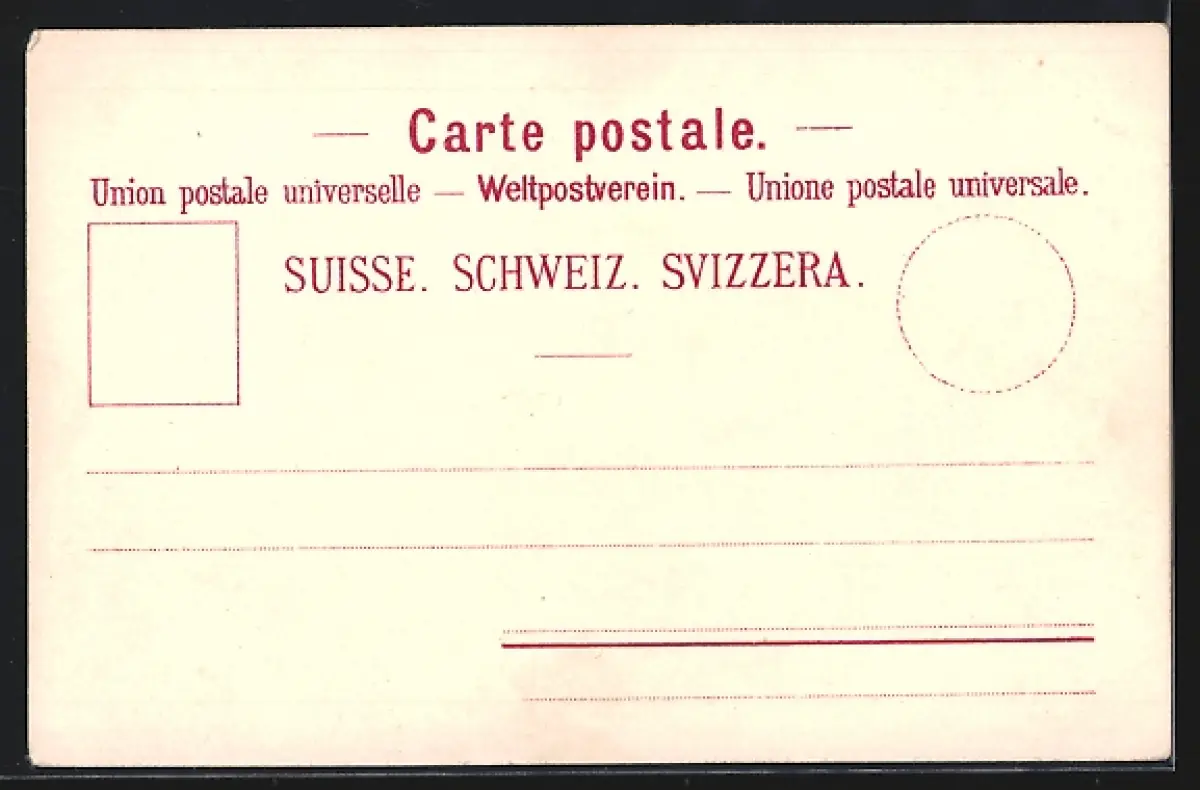 — Carte postale. —
Union postale universelle — Weltpostverein. — Unione postale universale.
SUISSE. SCHWEIZ. SVIZZERA.